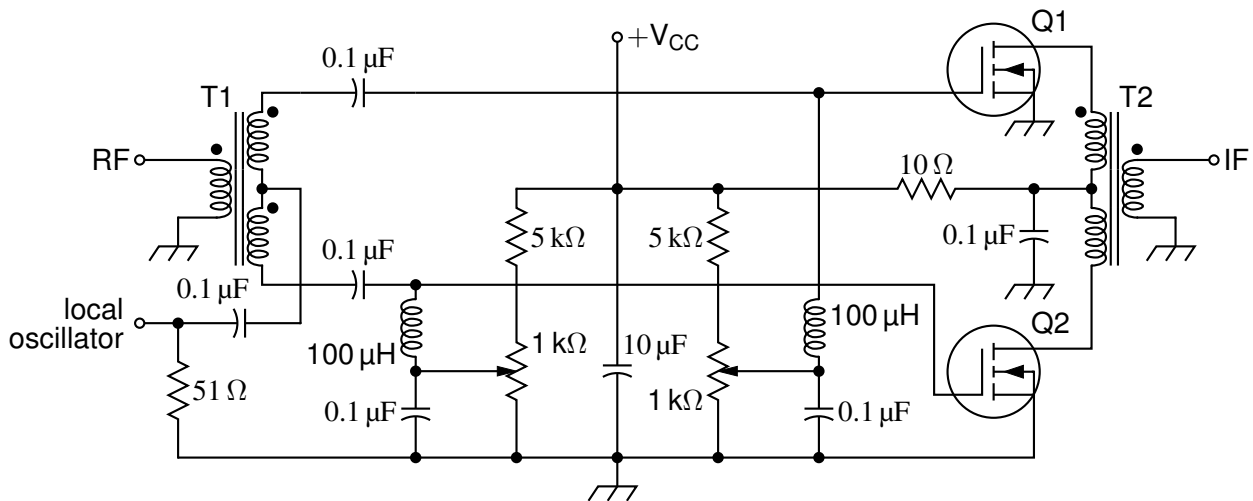 Q1
+VCC
0.1 µF
T1
T2
RF
IF
10 Ω
5 kΩ
5 kΩ
0.1 µF
0.1 µF
0.1 µF
local
oscillator
100 µH
1 kΩ
10 µF
100 µH
Q2
1 kΩ
51 Ω
0.1 µF
0.1 µF